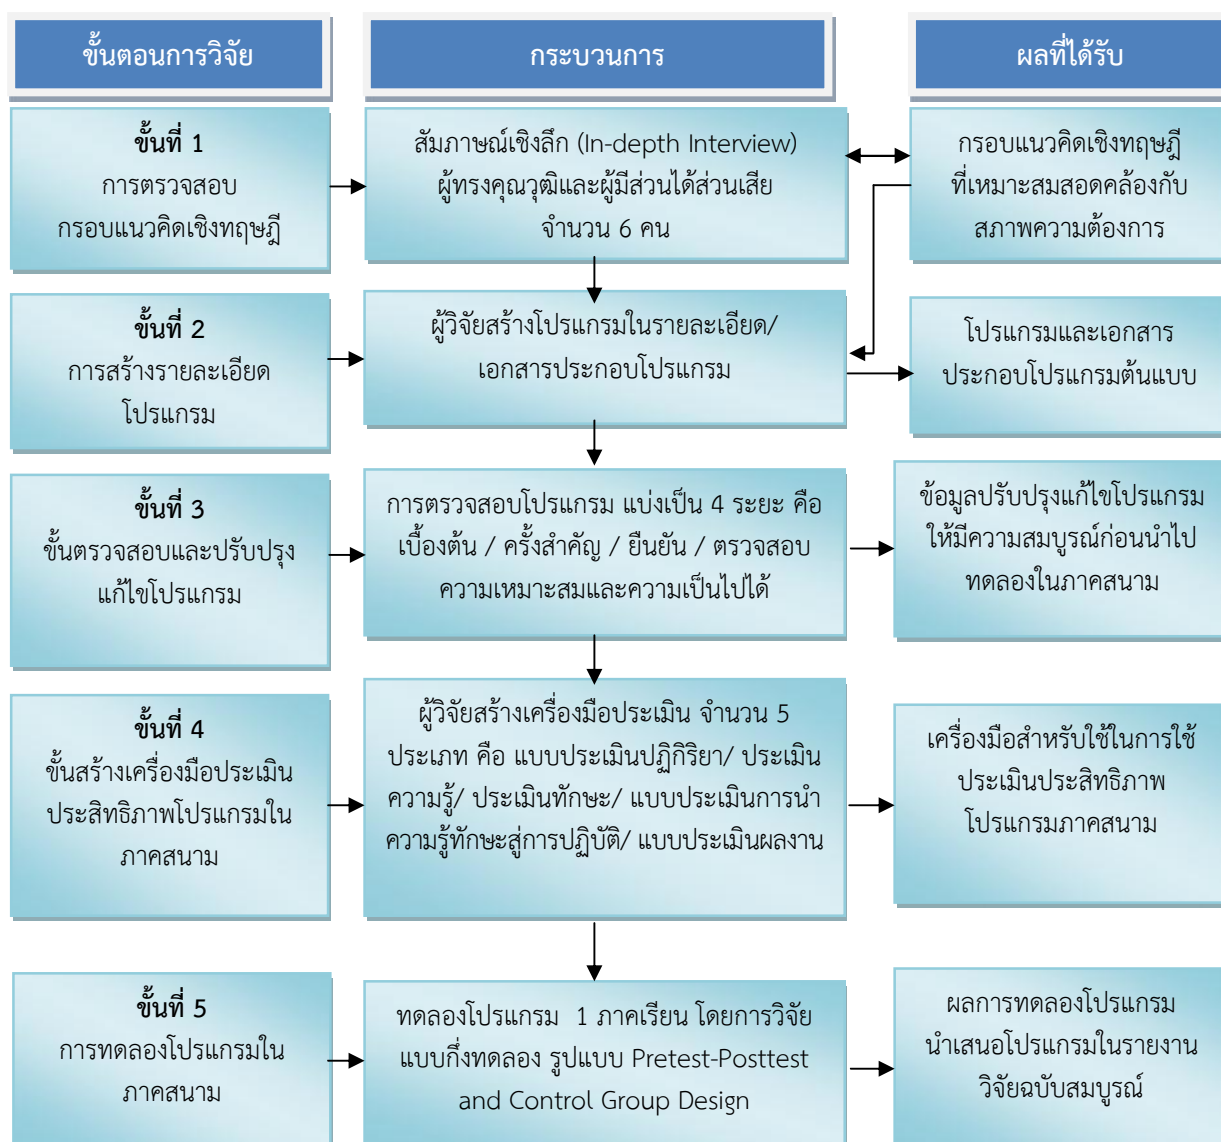 ขั้นตอนการวิจัย
กระบวนการ
ผลที่ได้รับ
ขั้นที่ 1
การตรวจสอบ
กรอบแนวคิดเชิงทฤษฎี
สัมภาษณ์เชิงลึก (In-depth Interview)
ผู้ทรงคุณวุฒิและผู้มีส่วนได้ส่วนเสีย
จำนวน 6 คน
กรอบแนวคิดเชิงทฤษฎี
ที่เหมาะสมสอดคล้องกับ
สภาพความต้องการ
ขั้นที่ 2
การสร้างรายละเอียด
โปรแกรม
ผู้วิจัยสร้างโปรแกรมในรายละเอียด/
เอกสารประกอบโปรแกรม
โปรแกรมและเอกสาร
ประกอบโปรแกรมต้นแบบ
ขั้นที่ 3
ขั้นตรวจสอบและปรับปรุง
แก้ไขโปรแกรม
การตรวจสอบโปรแกรม แบ่งเป็น 4 ระยะ คือ
เบื้องต้น / ครั้งสำคัญ / ยืนยัน / ตรวจสอบ
ความเหมาะสมและความเป็นไปได้
ข้อมูลปรับปรุงแก้ไขโปรแกรม
ให้มีความสมบูรณ์ก่อนนำไป
ทดลองในภาคสนาม
ขั้นที่ 4
ขั้นสร้างเครื่องมือประเมิน
ประสิทธิภาพโปรแกรมใน
ภาคสนาม
ผู้วิจัยสร้างเครื่องมือประเมิน จำนวน 5
ประเภท คือ แบบประเมินปฏิกิริยา/ ประเมิน
ความรู้/ ประเมินทักษะ/ แบบประเมินการนำ
ความรู้ทักษะสู่การปฏิบัติ/ แบบประเมินผลงาน
เครื่องมือสำหรับใช้ในการใช้
ประเมินประสิทธิภาพ
โปรแกรมภาคสนาม
ขั้นที่ 5
การทดลองโปรแกรมใน
ภาคสนาม
ทดลองโปรแกรม 1 ภาคเรียน โดยการวิจัย
แบบกึ่งทดลอง รูปแบบ Pretest-Posttest
and Control Group Design
ผลการทดลองโปรแกรม
นำเสนอโปรแกรมในรายงาน
วิจัยฉบับสมบูรณ์